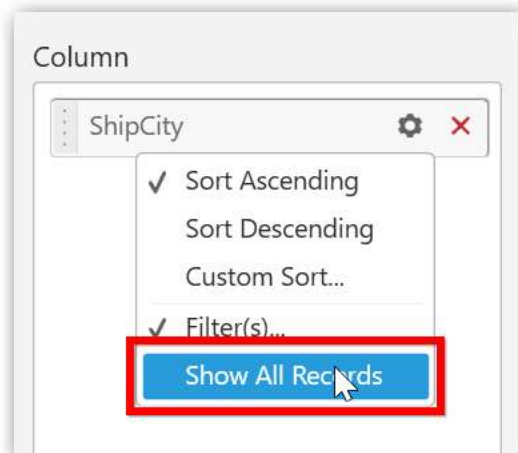 Column
ShipCity
Sort Ascending
Sort Descending
Custom Sort...
Filter(s)...
Show All Records